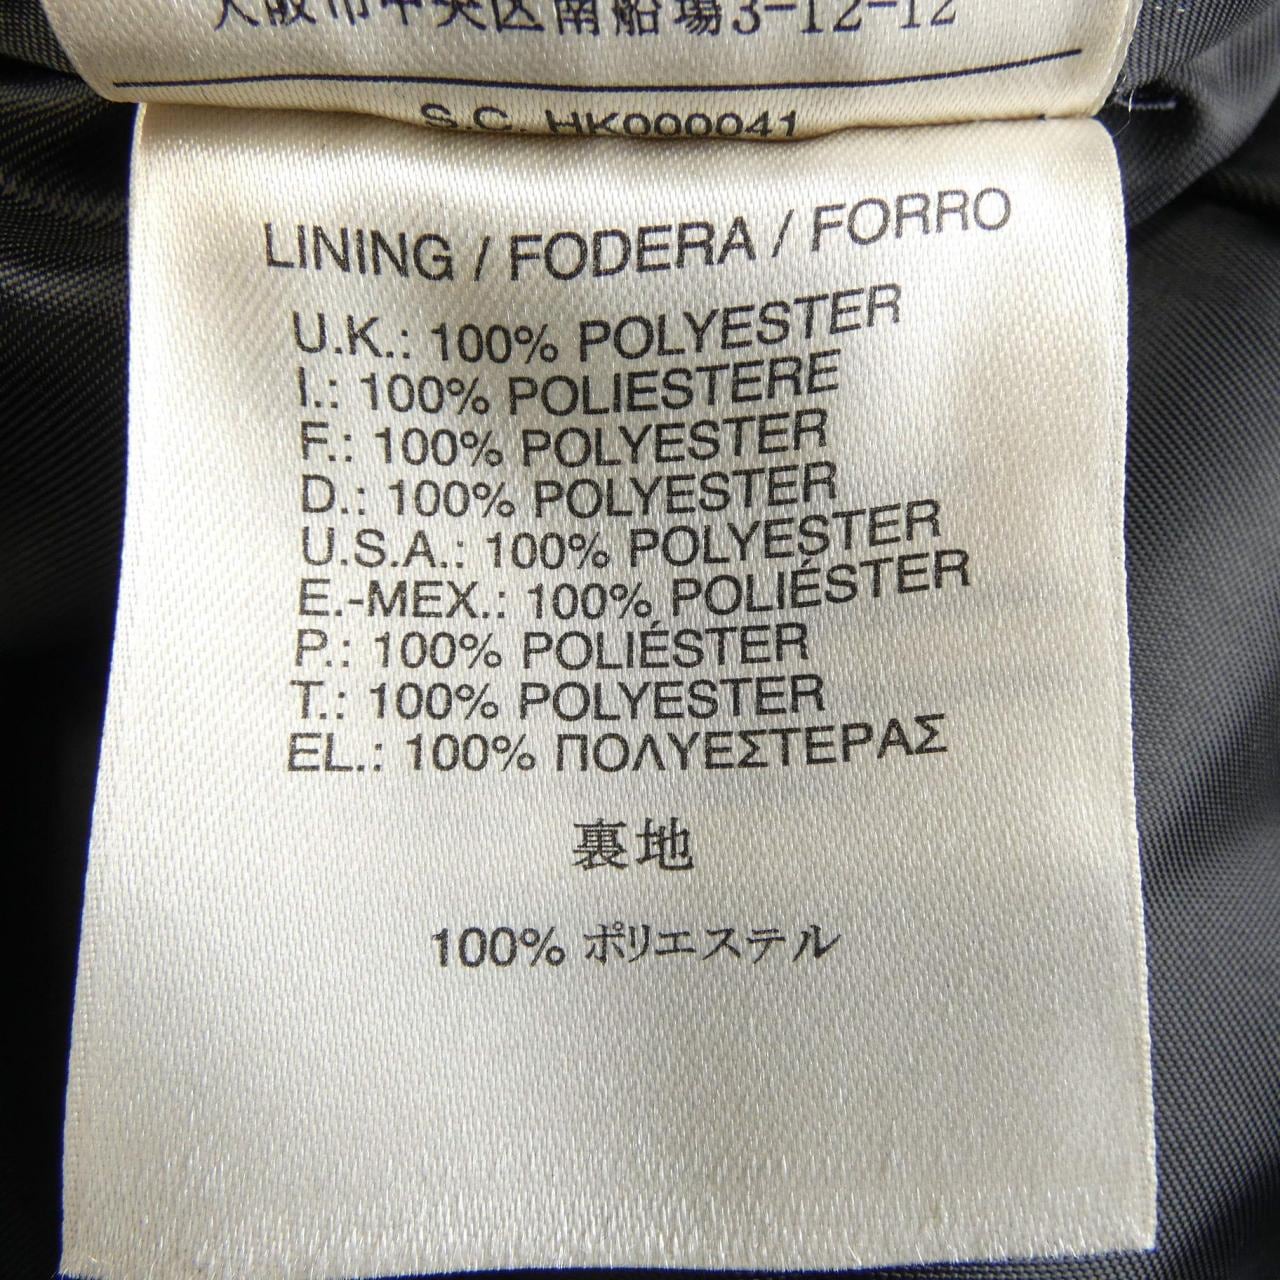 大阪市中央区南船場3-12-12
S.C. HK000041
LINING / FODERA / FORRO
U.K.: 100% POLYESTER
I.: 100% POLIESTERE
F.: 100% POLYESTER
D.: 100% POLYESTER
U.S.A.: 100% POLYESTER
E.-MEX.: 100% POLIÉSTER
P.: 100% POLIÉSTER
T.: 100% POLYESTER
EL.: 100% ΠΟΛΥΕΣΤΕΡΑΣ
裏地
100% ポリエステル